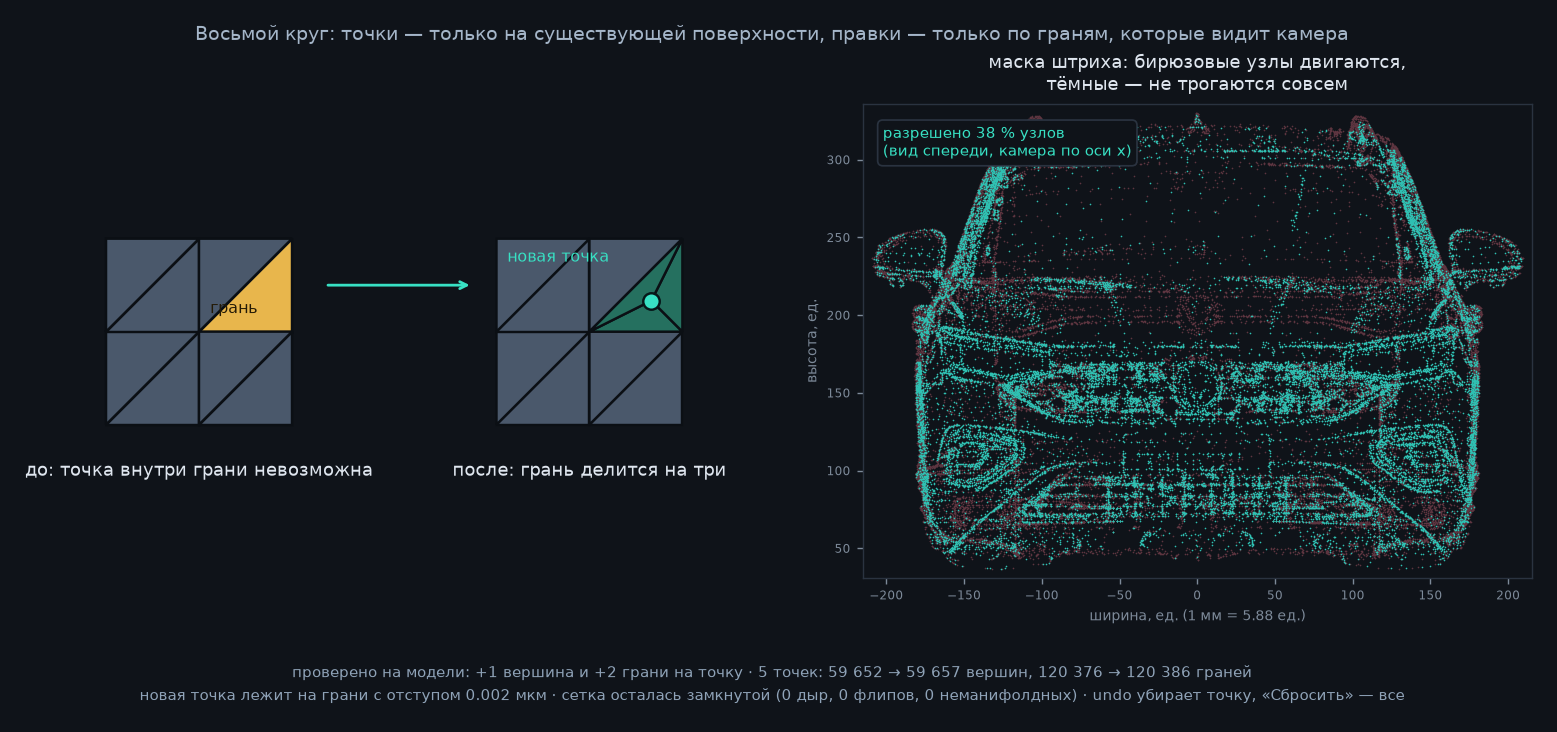 Восьмой круг: точки — только на существующей поверхности, правки — только по граням, которые видит камера
маска штриха: бирюзовые узлы двигаются,
тёмные — не трогаются совсем
разрешено 38 % узлов
(вид спереди, камера по оси x)
грань
новая точка
до: точка внутри грани невозможна
после: грань делится на три
высота, ед.
300
250
200
150
100
50
−200 −150 −100 −50 0 50 100 150 200
ширина, ед. (1 мм = 5.88 ед.)
проверено на модели: +1 вершина и +2 грани на точку · 5 точек: 59 652 → 59 657 вершин, 120 376 → 120 386 граней
новая точка лежит на грани с отступом 0.002 мкм · сетка осталась замкнутой (0 дыр, 0 флипов, 0 неманифолдных) · undo убирает точку, «Сбросить» — все